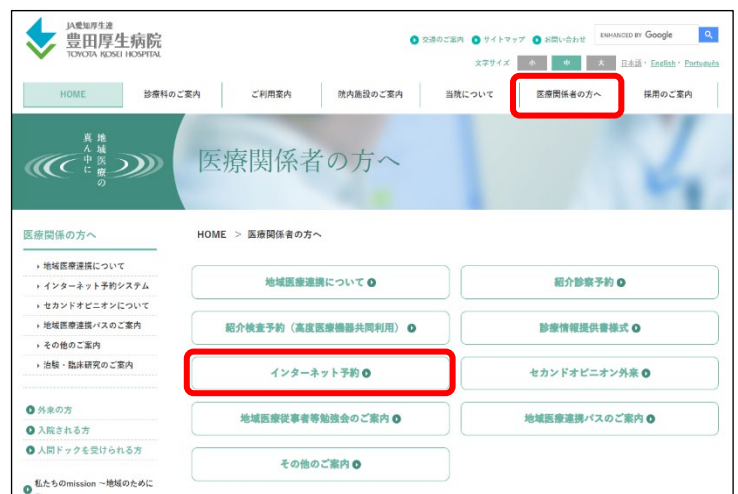 JA愛知厚生連
豊田厚生病院
TOYOTA KOSEI HOSPITAL
交通のご案内 サイトマップ お問い合わせ
ENHANCED BY Google
文字サイズ 小 中 大 日本語・English・Português
HOME 診療科のご案内 ご利用案内 院内施設のご案内 当院について 医療関係者の方へ 採用のご案内
地域医療の
真ん中に
医療関係者の方へ
医療関係の方へ
HOME > 医療関係者の方へ
地域医療連携について
インターネット予約システム
セカンドオピニオンについて
地域医療連携パスのご案内
その他のご案内
治験・臨床研究のご案内
外来の方
入院される方
人間ドックを受けられる方
私たちのmission ～地域のために
地域医療連携について
紹介診察予約
紹介検査予約（高度医療機器共同利用）
診療情報提供書様式
インターネット予約
セカンドオピニオン外来
地域医療従事者等勉強会のご案内
地域医療連携パスのご案内
その他のご案内